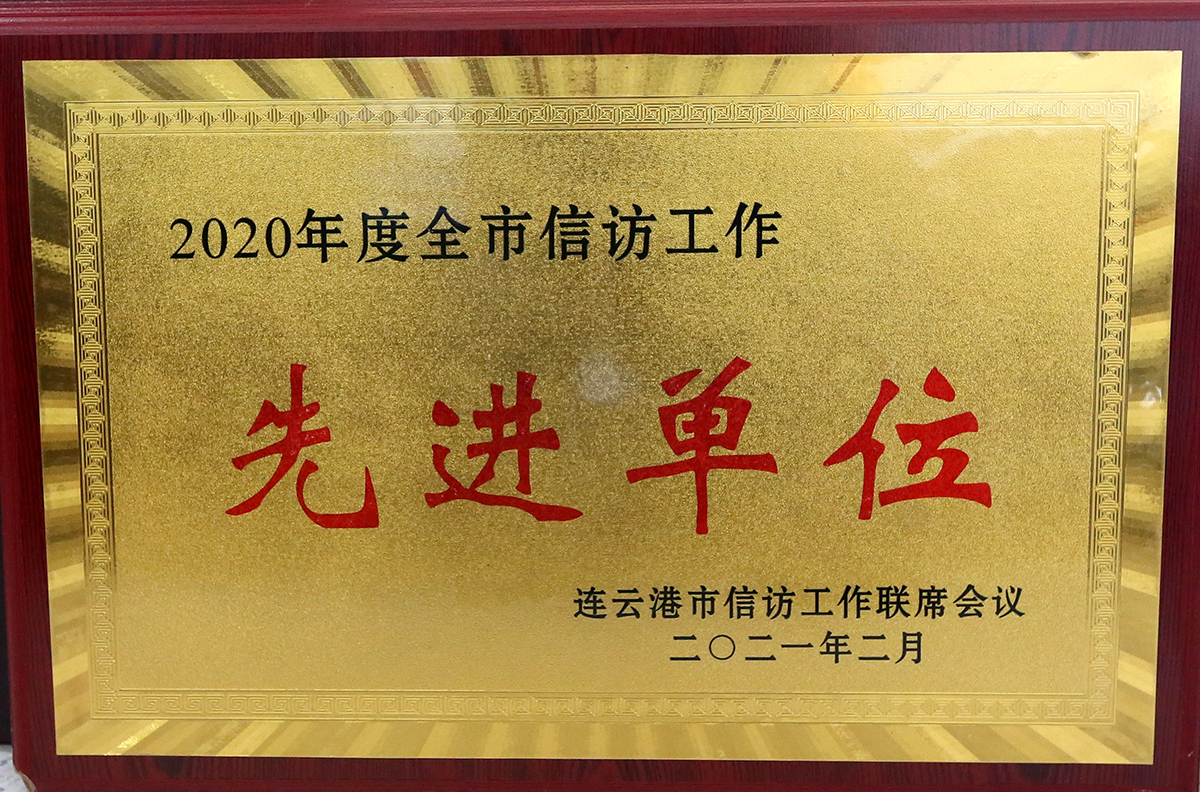 2020年度全市信访工作
先进单位
连云港市信访工作联席会议
二〇二一年二月